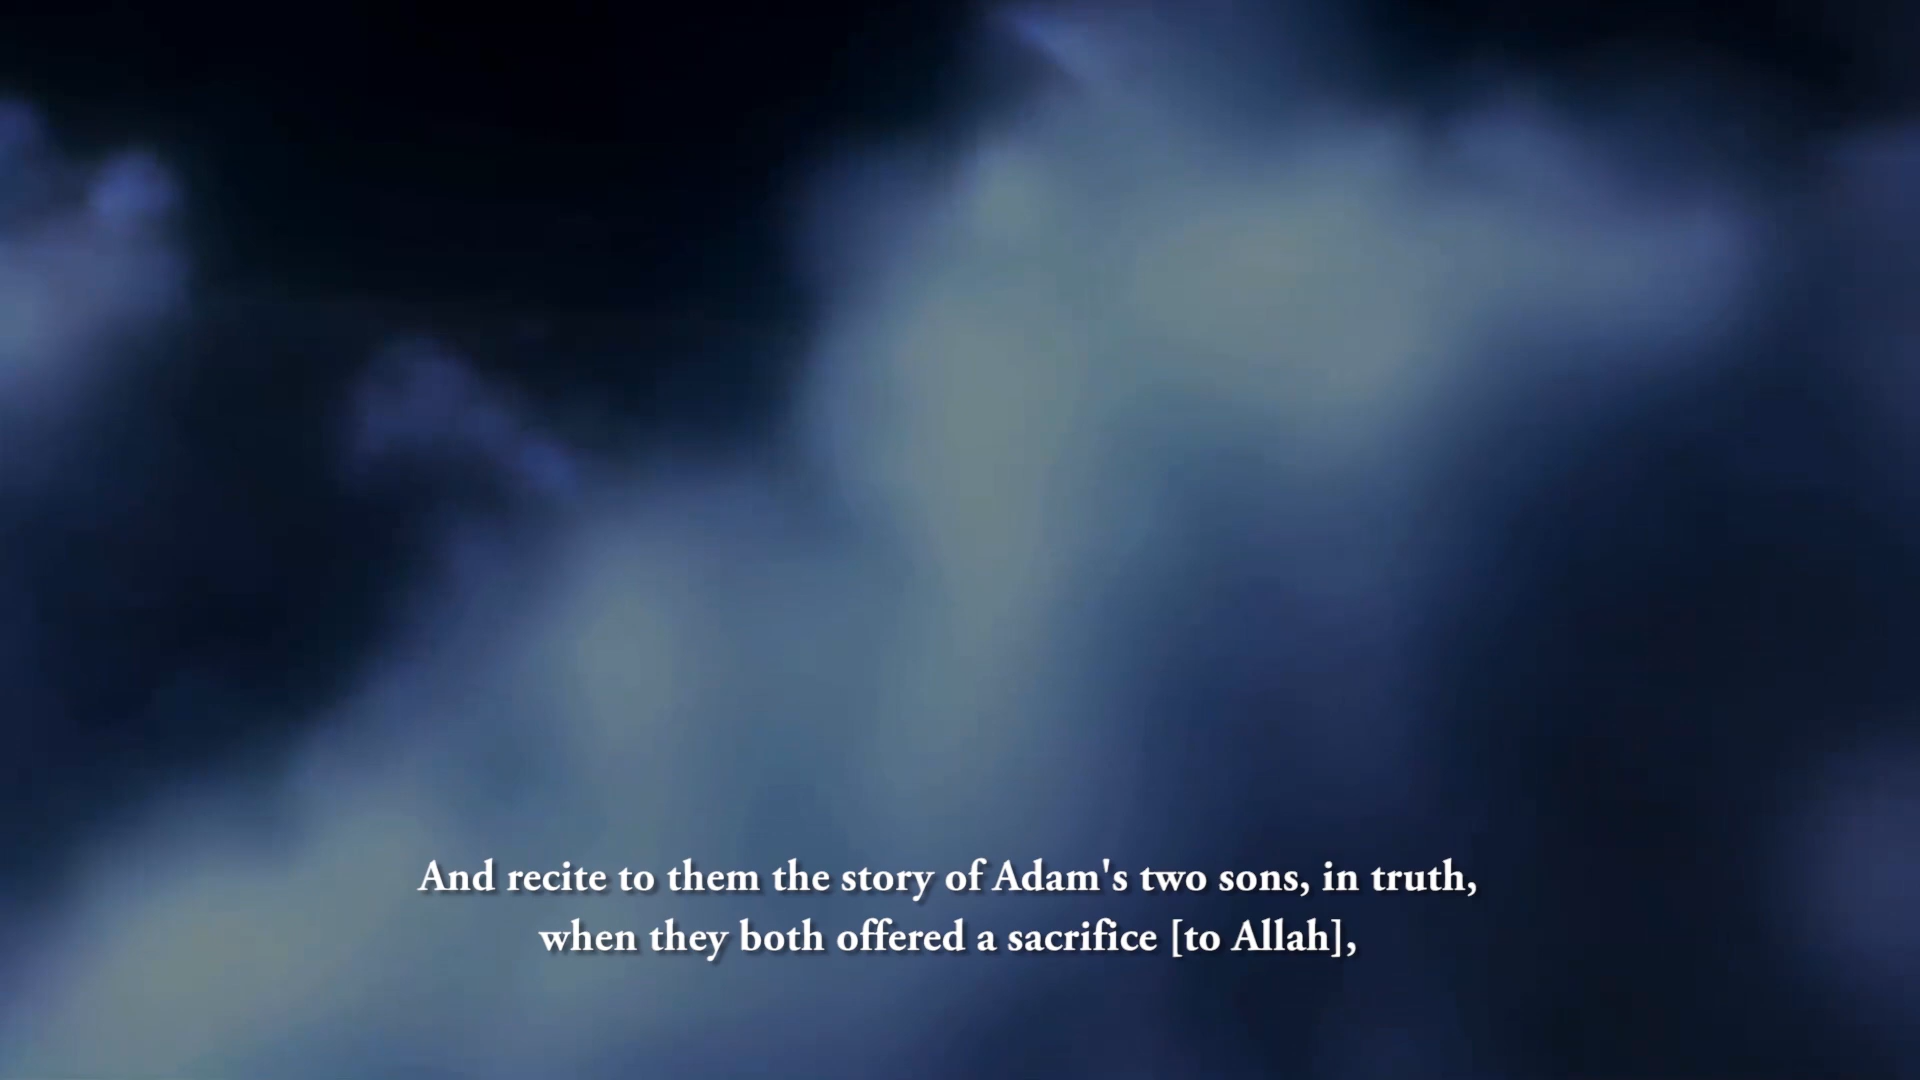 And recite to them the story of Adam's two sons, in truth,
when they both offered a sacrifice [to Allah],